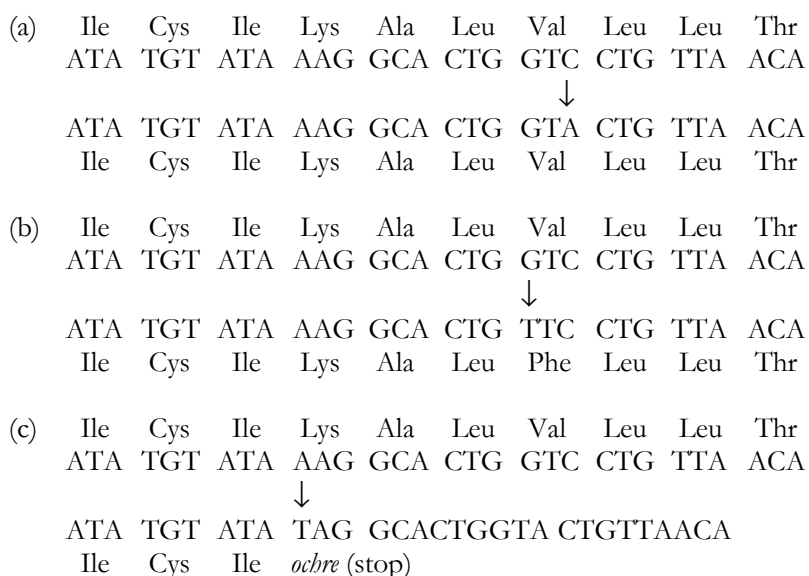 (a) Ile Cys Ile Lys Ala Leu Val Leu Leu Thr
ATA TGT ATA AAG GCA CTG GTC CTG TTA ACA
↓
ATA TGT ATA AAG GCA CTG GTA CTG TTA ACA
Ile Cys Ile Lys Ala Leu Val Leu Leu Thr
(b) Ile Cys Ile Lys Ala Leu Val Leu Leu Thr
ATA TGT ATA AAG GCA CTG GTC CTG TTA ACA
↓
ATA TGT ATA AAG GCA CTG TTC CTG TTA ACA
Ile Cys Ile Lys Ala Leu Phe Leu Leu Thr
(c) Ile Cys Ile Lys Ala Leu Val Leu Leu Thr
ATA TGT ATA AAG GCA CTG GTC CTG TTA ACA
↓
ATA TGT ATA TAG GCACTGGTA CTGTTAACA
Ile Cys Ile ochre (stop)